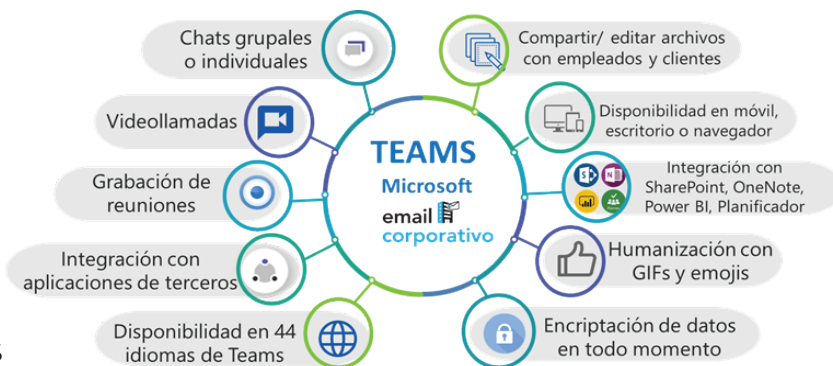 Chats grupales
o individuales
Videollamadas
Grabación de
reuniones
Integración con
aplicaciones de terceros
Disponibilidad en 44
idiomas de Teams
TEAMS
Microsoft
email
corporativo
Compartir/ editar archivos
con empleados y clientes
Disponibilidad en móvil,
escritorio o navegador
Integración con
SharePoint, OneNote,
Power BI, Planificador
Humanización con
GIFs y emojis
Encriptación de datos
en todo momento